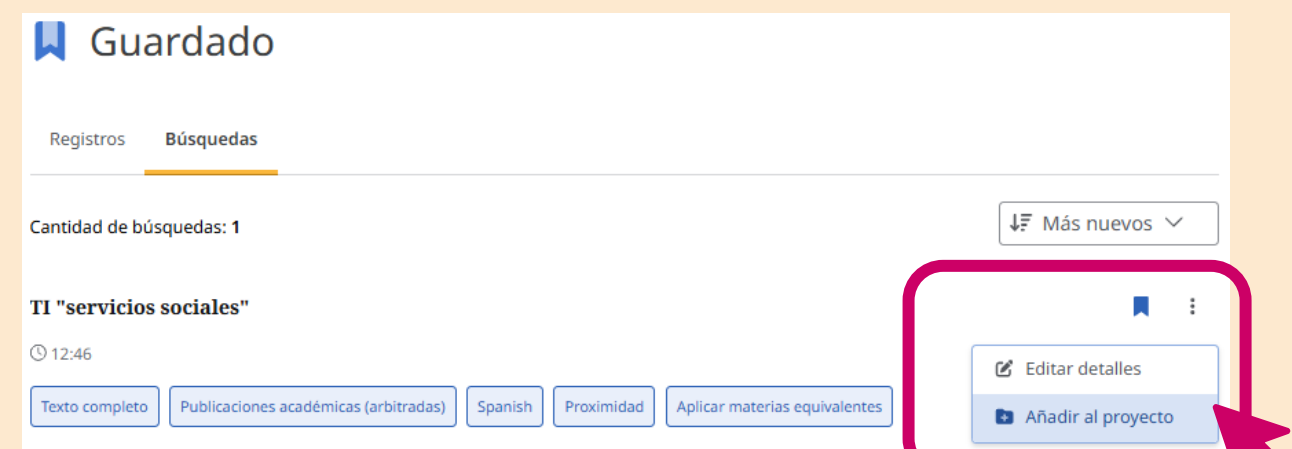 Guardado
Registros Búsquedas
Cantidad de búsquedas: 1
Más nuevos
TI "servicios sociales"
12:46
Editar detalles
Texto completo Publicaciones académicas (arbitradas) Spanish Proximidad Aplicar materias equivalentes
Añadir al proyecto